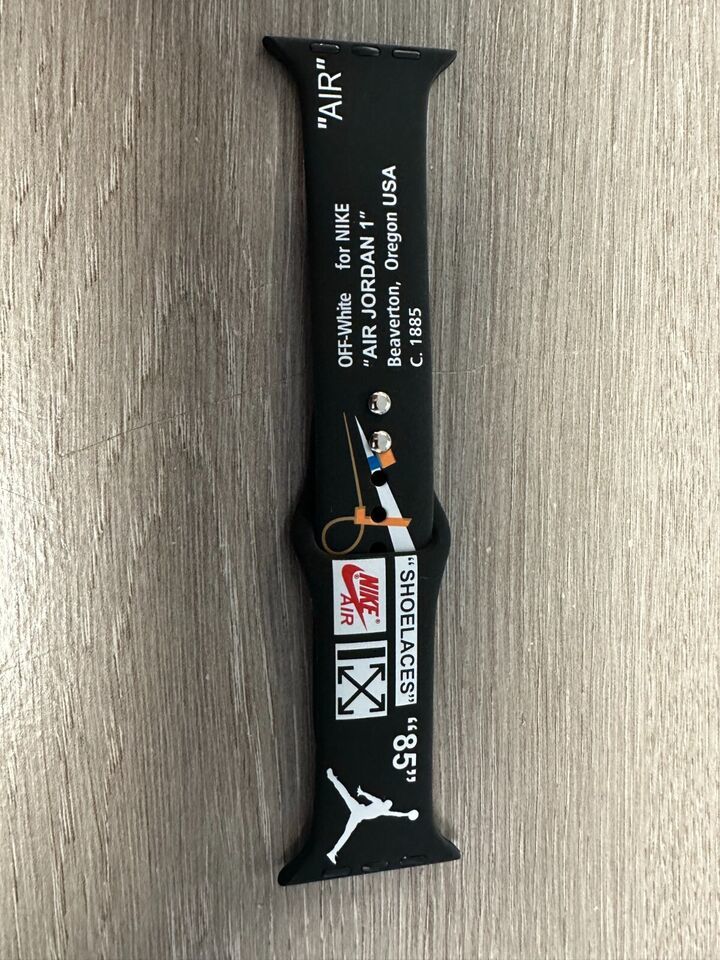 "AIR"
OFF-White for NIKE
"AIR JORDAN 1"
Beaverton, Oregon USA
C. 1885
NIKE®
AIR
"SHOELACES"
"85"